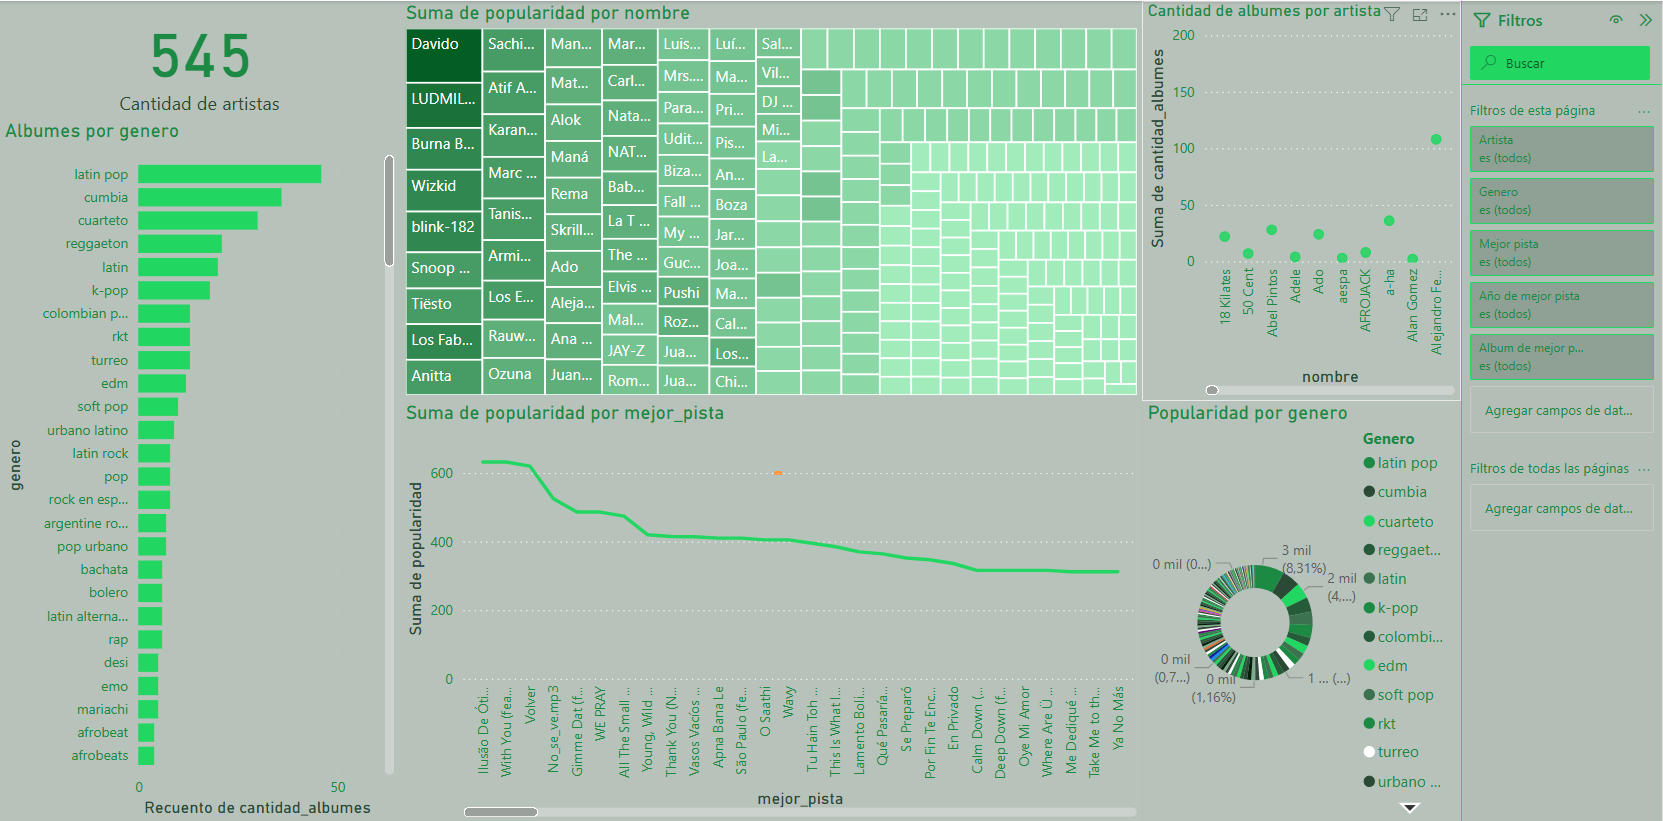 545
Cantidad de artistas
Albumes por genero
genero
latin pop
cumbia
cuarteto
reggaeton
latin
k-pop
colombian p...
rkt
turreo
edm
soft pop
urbano latino
latin rock
pop
rock en esp...
argentine ro...
pop urbano
bachata
bolero
latin alterna...
rap
desi
emo
mariachi
afrobeat
afrobeats
0
50
Recuento de cantidad_albumes
Suma de popularidad por nombre
Davido
LUDMIL...
Burna B...
Wizkid
blink-182
Snoop ...
Tiësto
Los Fab...
Anitta
Sachi...
Atif A...
Karan...
Marc ...
Tanis...
Armi...
Los E...
Rauw...
Ozuna
Man...
Mat...
Alok
Maná
Rema
Skrill...
Ado
Aleja...
Ana ...
Juan...
Mar...
Carl...
Nata...
NAT...
Bab...
La T ...
The ...
Elvis ...
Mal...
JAY-Z
Rom...
Luis...
Mrs....
Para...
Udit...
Biza...
Fall ...
My ...
Guc...
Pushi
Roz...
Jua...
Jua...
Luí...
Ma...
Pri...
Pis...
An...
Boza
Jar...
Joa...
Ma...
Cal...
Los...
Chi...
Sal...
Vil...
DJ ...
Mi...
La...
Suma de popularidad por mejor_pista
Suma de popularidad
600
400
200
0
Ilusão De Óti...
With You (fea...
Volver
No_se_ve.mp3
Gimme Dat (f...
WE PRAY
All The Small ...
Young, Wild ...
Thank You (N...
Vasos Vacíos ...
Apna Bana Le
São Paulo (fe...
O Saathi
Wavy
Tu Hain Toh ...
This Is What I...
Lamento Boli...
Qué Pasaría...
Se Preparó
Por Fin Te Enc...
En Privado
Calm Down (...
Deep Down (f...
Oye Mi Amor
Where Are Ü ...
Me Dediqué ...
Take Me to th...
Ya No Más
mejor_pista
Cantidad de albumes por artista
Suma de cantidad_albumes
200
150
100
50
0
18 Kilates
50 Cent
Abel Pintos
Adele
Ado
aespa
AFROJACK
a-ha
Alan Gomez
Alejandro Fe...
nombre
Popularidad por genero
3 mil
(8,31%)
2 mil
(4,...)
1 ... (...)
0 mil
(1,16%)
0 mil
(0,7...)
0 mil (0...)
Genero
latin pop
cumbia
cuarteto
reggaet...
latin
k-pop
colombi...
edm
soft pop
rkt
turreo
urbano ...
Filtros
Buscar
Filtros de esta página
...
Artista
es (todos)
Genero
es (todos)
Mejor pista
es (todos)
Año de mejor pista
es (todos)
Album de mejor p...
es (todos)
Agregar campos de dat...
Filtros de todas las páginas
...
Agregar campos de dat...